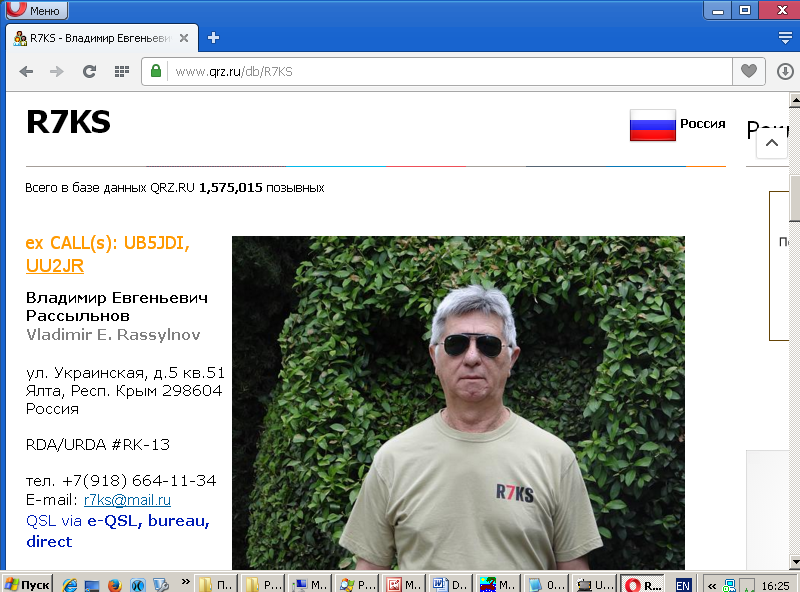 Меню
R7KS - Владимир Евгеньеви
www.qrz.ru/db/R7KS
R7KS
Россия
Всего в базе данных QRZ.RU 1,575,015 позывных
ex CALL(s): UB5JDI,
UU2JR
Владимир Евгеньевич
Рассыльнов
Vladimir E. Rassylnov
ул. Украинская, д.5 кв.51
Ялта, Респ. Крым 298604
Россия
RDA/URDA #RK-13
тел. +7(918) 664-11-34
E-mail: r7ks@mail.ru
QSL via e-QSL, bureau,
direct
R7KS
Пуск » П.. Р... М.. Р... М.. D.. М... 0... U... R... EN « 16:25